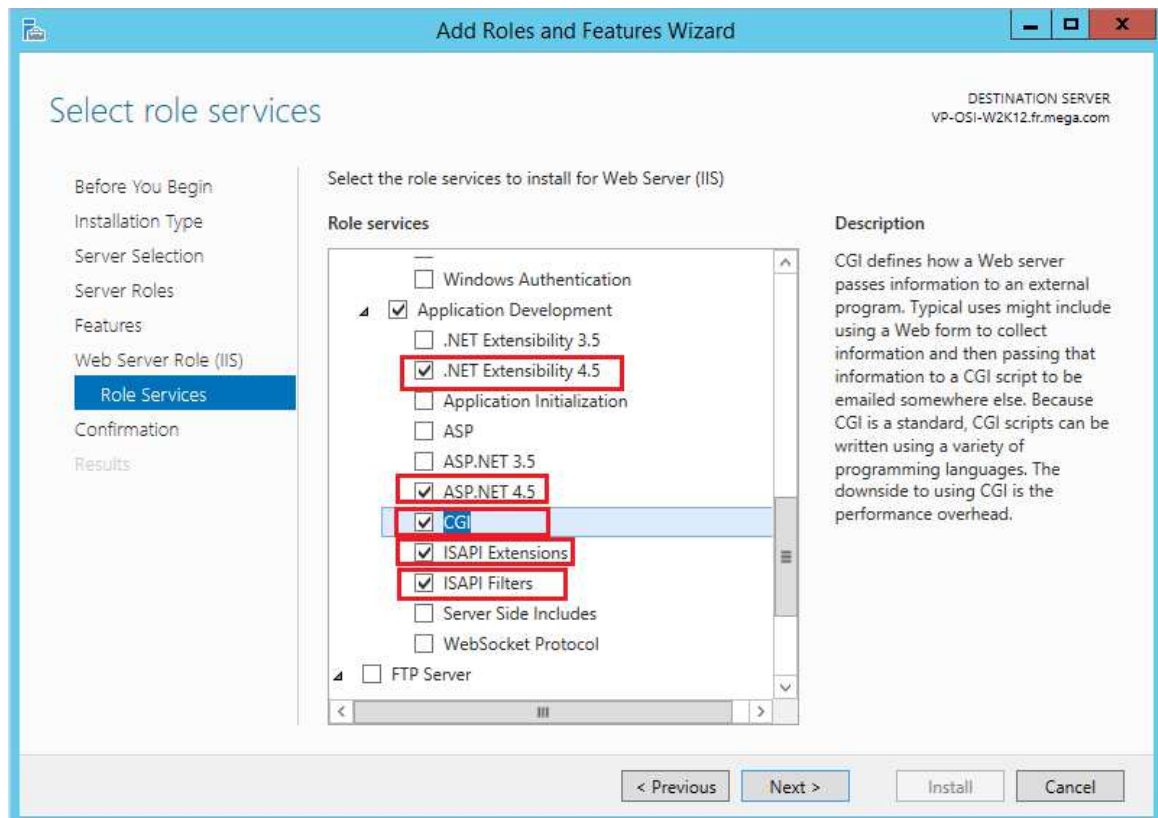 Add Roles and Features Wizard
Select role services
DESTINATION SERVER
VP-OSI-W2K12.fr.mega.com
Before You Begin
Installation Type
Server Selection
Server Roles
Features
Web Server Role (IIS)
Role Services
Confirmation
Results
Select the role services to install for Web Server (IIS)
Role services
Windows Authentication
Application Development
.NET Extensibility 3.5
.NET Extensibility 4.5
Application Initialization
ASP
ASP.NET 3.5
ASP.NET 4.5
CGI
ISAPI Extensions
ISAPI Filters
Server Side Includes
WebSocket Protocol
FTP Server
Description
CGI defines how a Web server
passes information to an external
program. Typical uses might include
using a Web form to collect
information and then passing that
information to a CGI script to be
emailed somewhere else. Because
CGI is a standard, CGI scripts can be
written using a variety of
programming languages. The
downside to using CGI is the
performance overhead.
< Previous
Next >
Install
Cancel